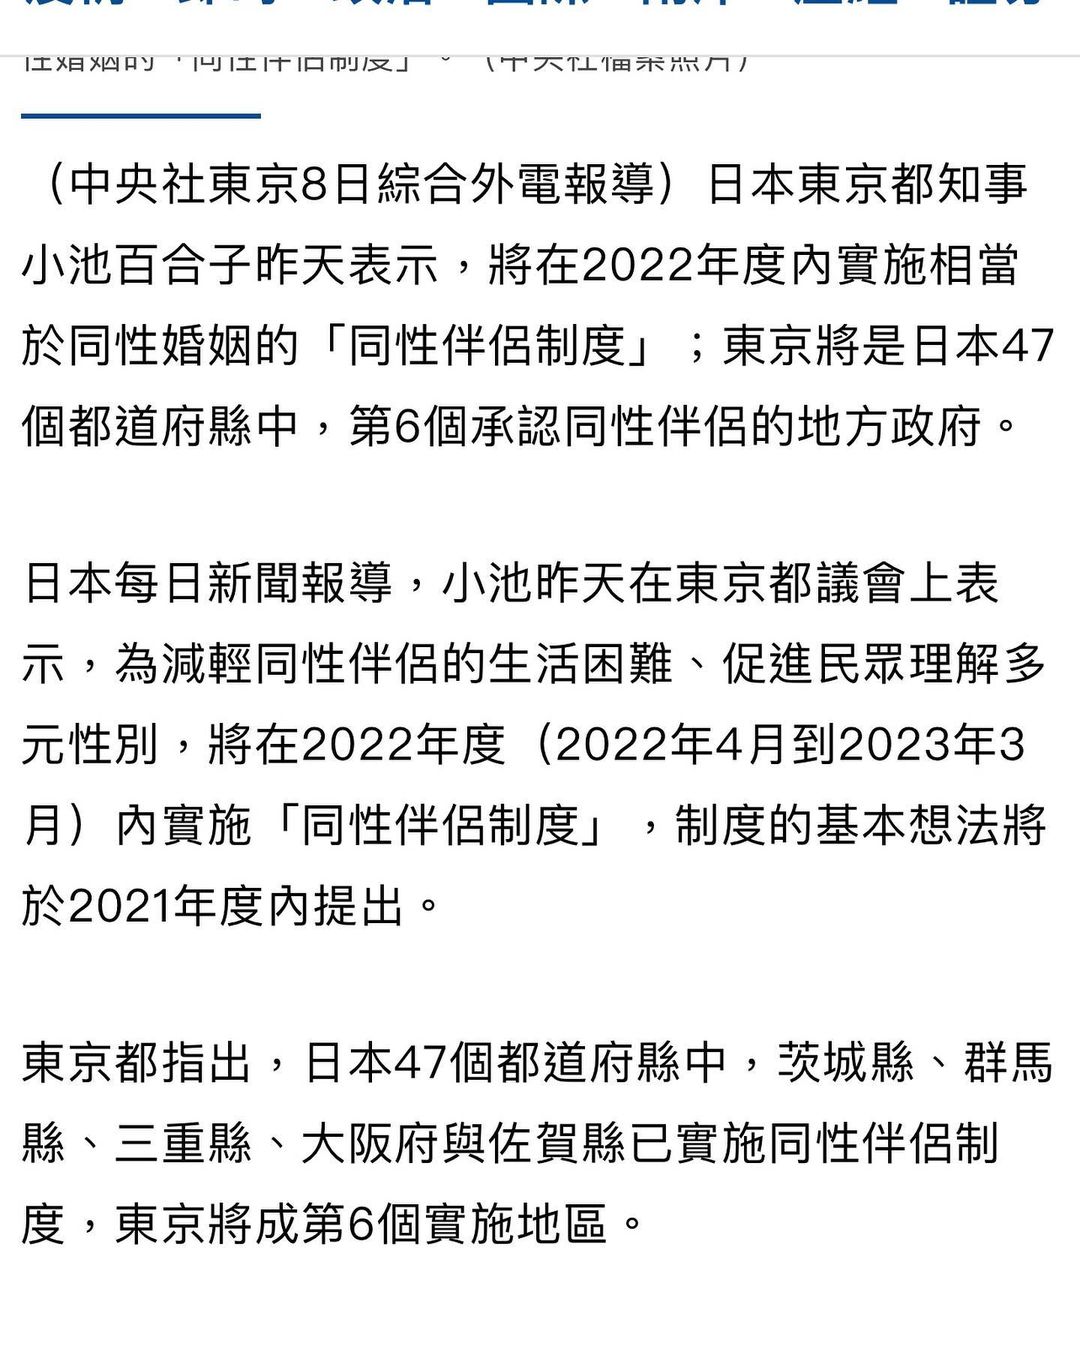 性婚姻的「同性伴侶制度」。（中央社檔案照片）
（中央社東京8日綜合外電報導）日本東京都知事
小池百合子昨天表示，將在2022年度內實施相當
於同性婚姻的「同性伴侶制度」；東京將是日本47
個都道府縣中，第6個承認同性伴侶的地方政府。
日本每日新聞報導，小池昨天在東京都議會上表
示，為減輕同性伴侶的生活困難、促進民眾理解多
元性別，將在2022年度（2022年4月到2023年3
月）內實施「同性伴侶制度」，制度的基本想法將
於2021年度內提出。
東京都指出，日本47個都道府縣中，茨城縣、群馬
縣、三重縣、大阪府與佐賀縣已實施同性伴侶制
度，東京將成第6個實施地區。